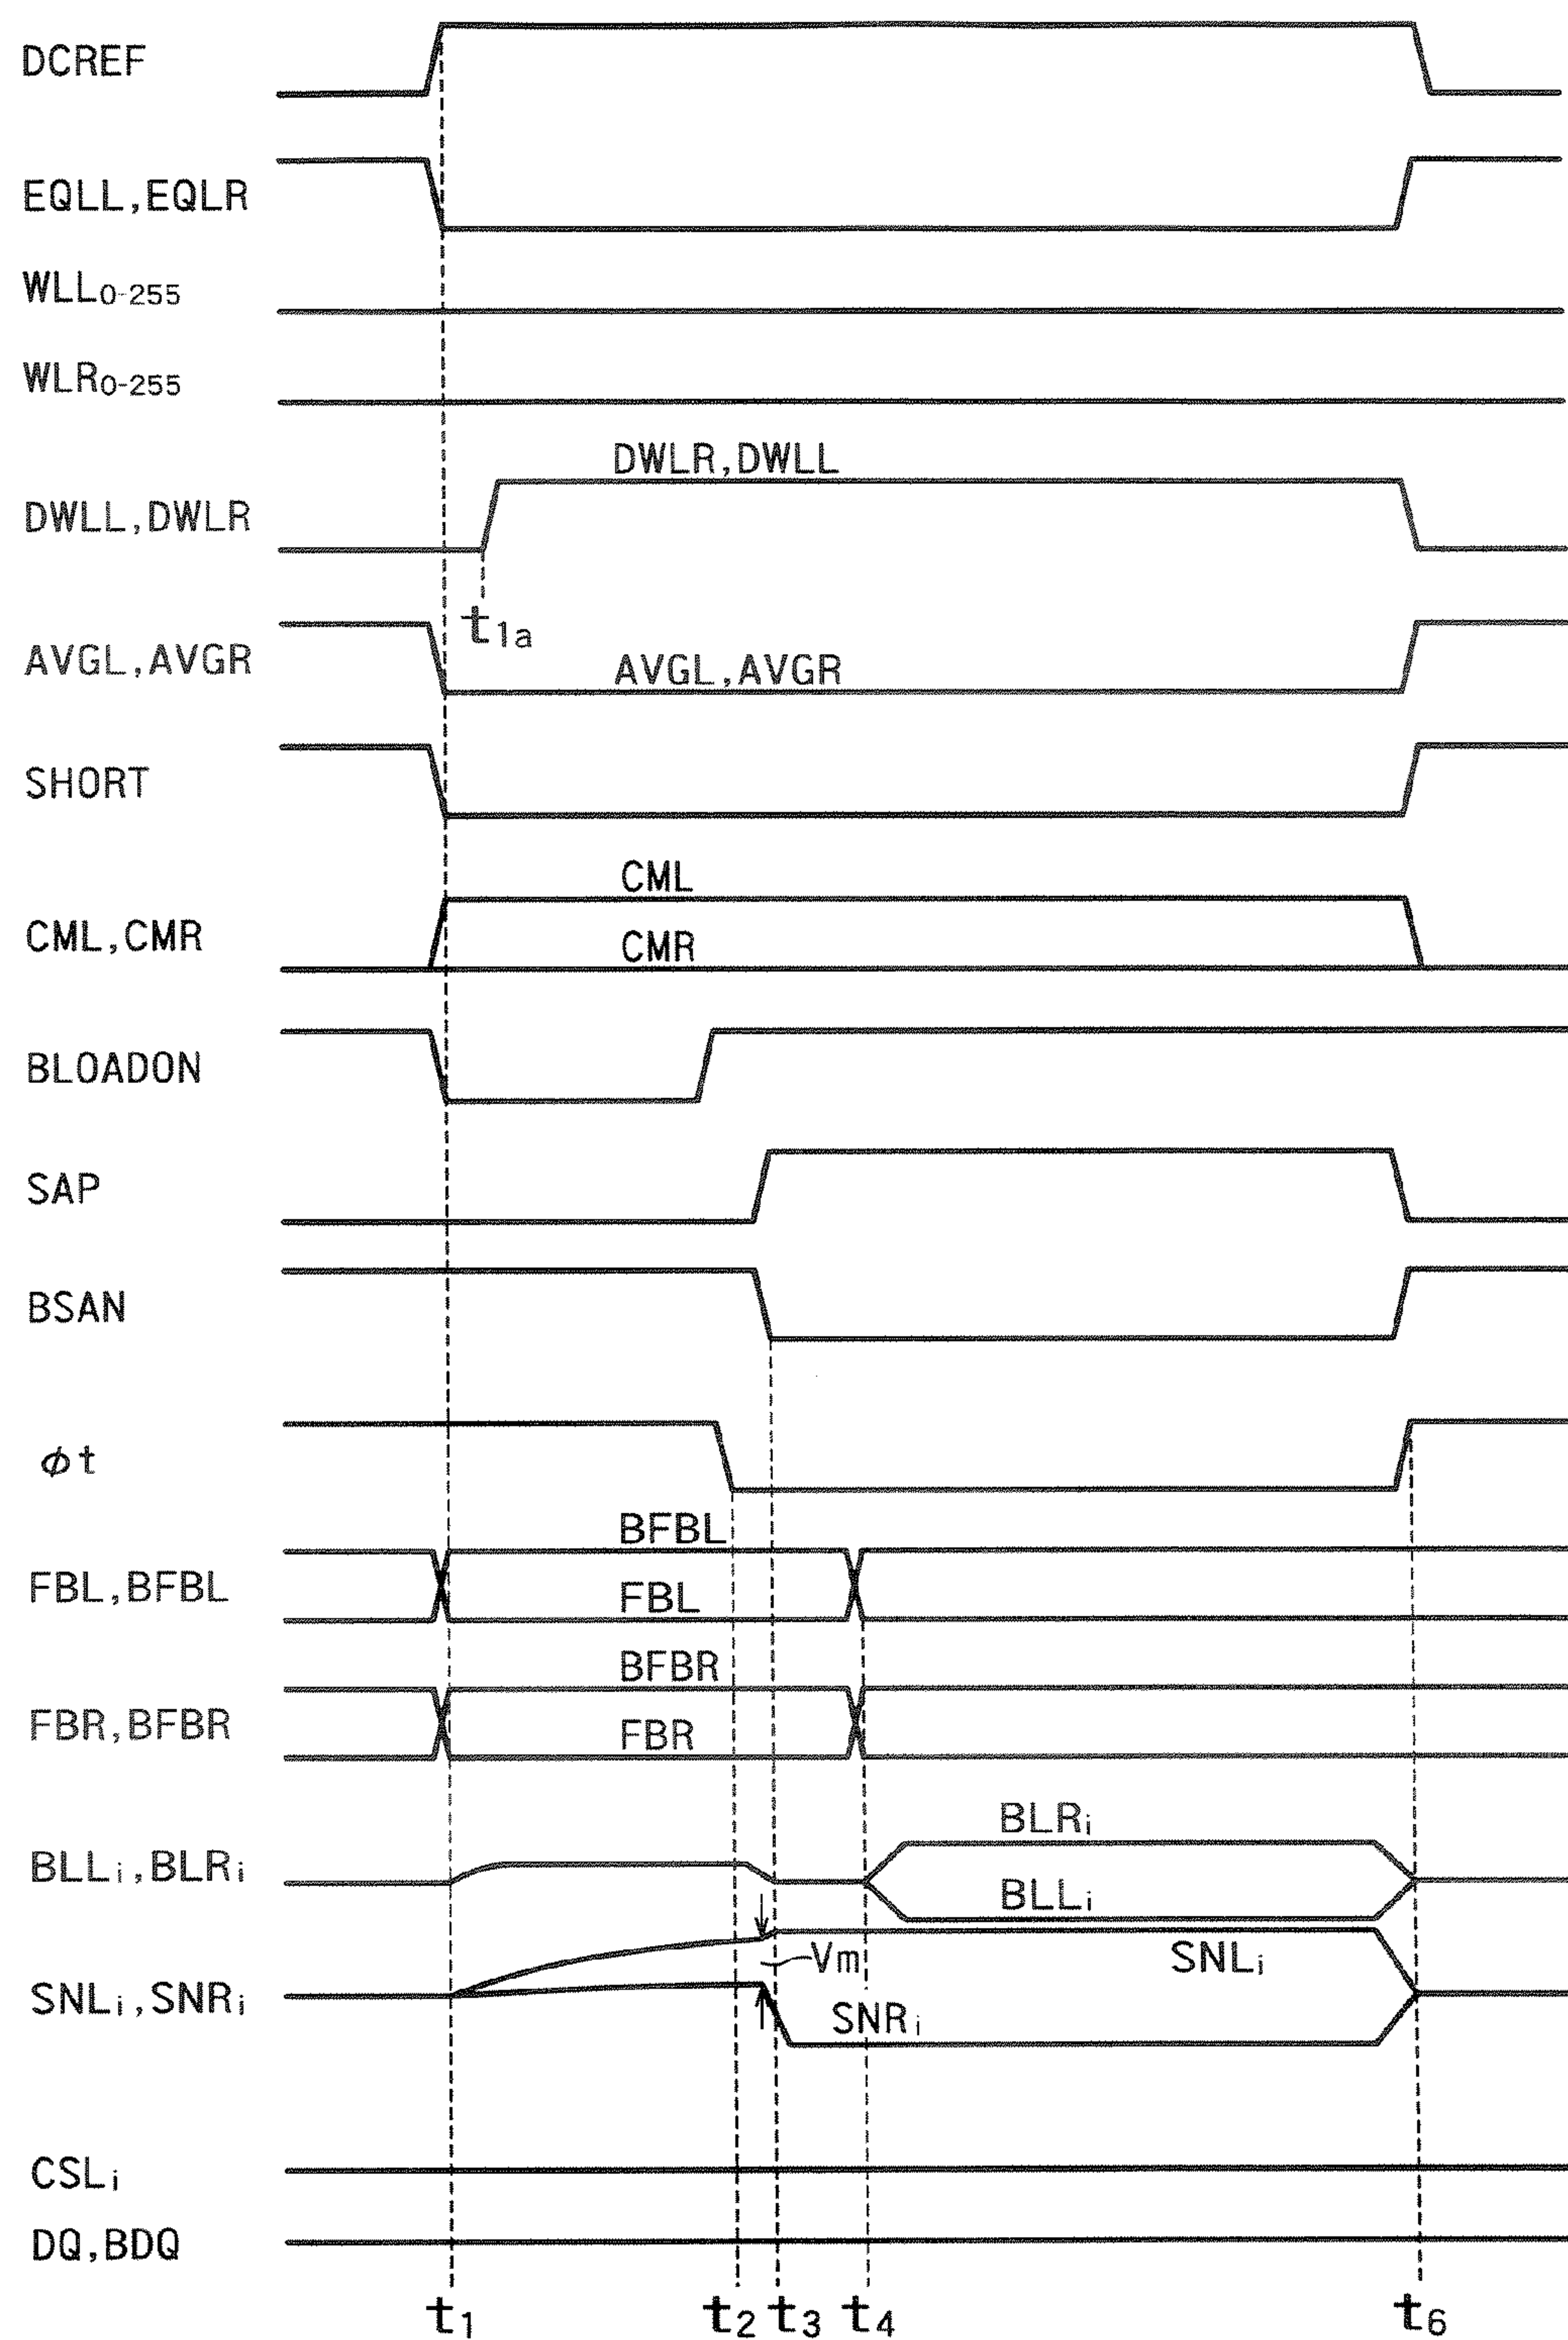 DCREF
EQLL,EQLR
WLL0-255
WLR0-255
DWLR,DWLL
DWLL,DWLR
t1a
AVGL,AVGR
AVGL,AVGR
SHORT
CML
CML,CMR
CMR
BLOADON
SAP
BSAN
φt
BFBL
FBL,BFBL
FBL
BFBR
FBR,BFBR
FBR
BLRi
BLLi,BLRi
BLLi
Vm
SNLi
SNLi,SNRi
SNRi
CSLi
DQ,BDQ
t1 t2 t3 t4 t6